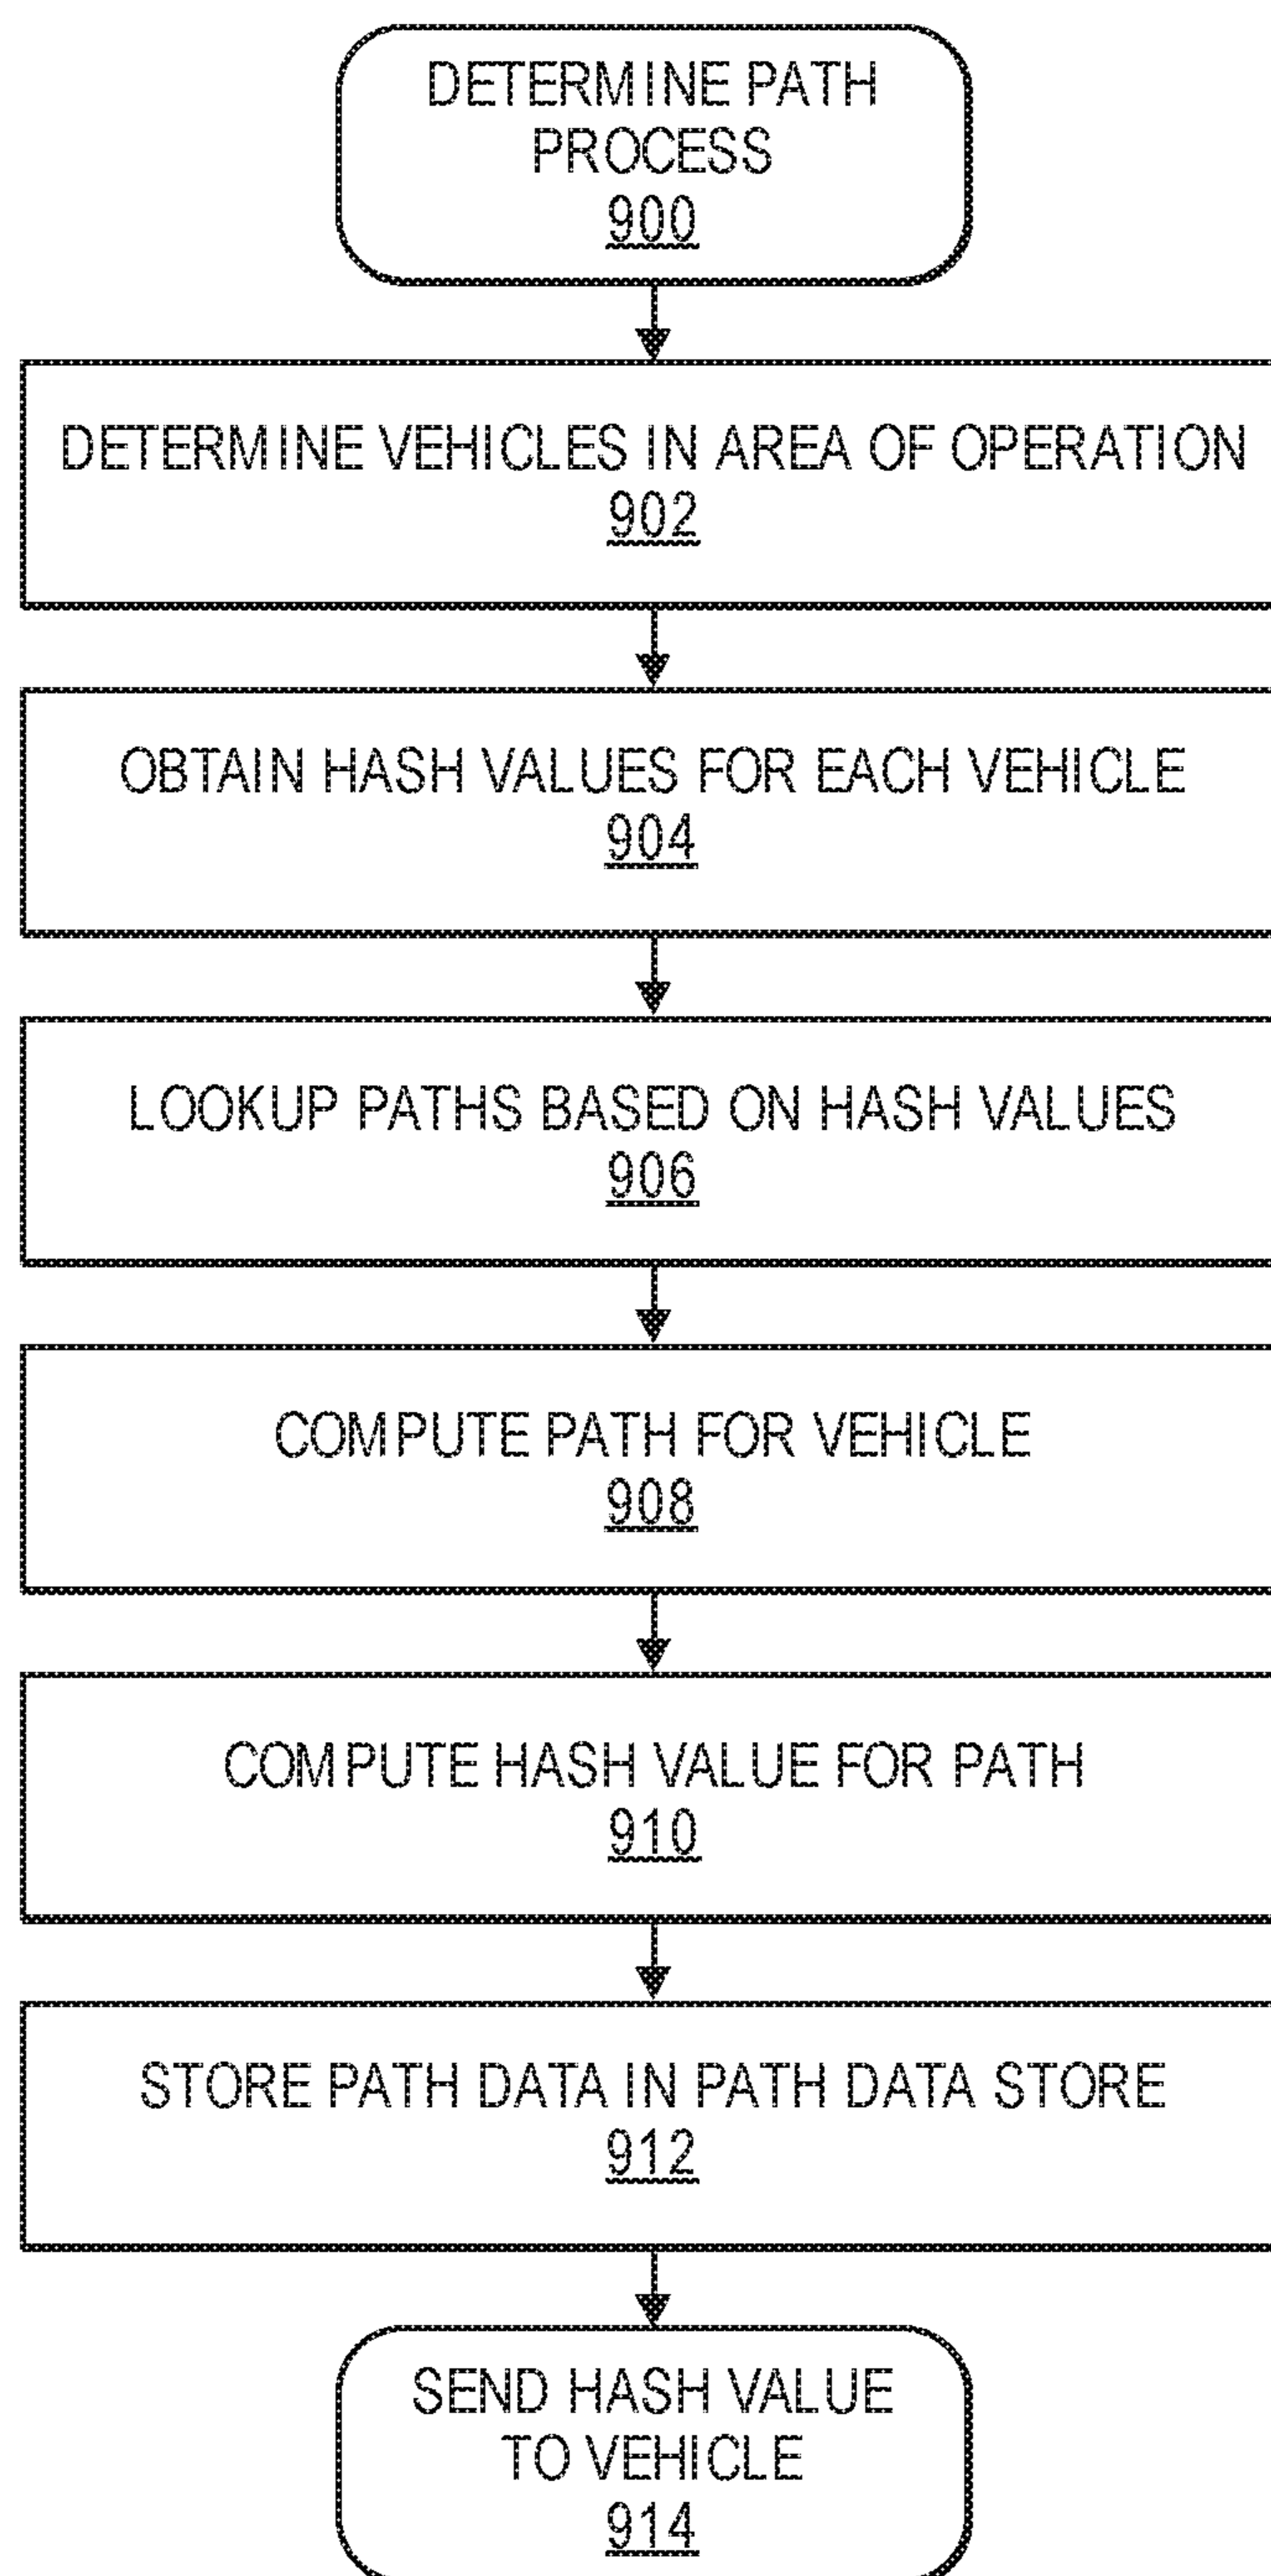 DETERMINE PATH
PROCESS
900
DETERMINE VEHICLES IN AREA OF OPERATION
902
OBTAIN HASH VALUES FOR EACH VEHICLE
904
LOOKUP PATHS BASED ON HASH VALUES
906
COMPUTE PATH FOR VEHICLE
908
COMPUTE HASH VALUE FOR PATH
910
STORE PATH DATA IN PATH DATA STORE
912
SEND HASH VALUE
TO VEHICLE
914